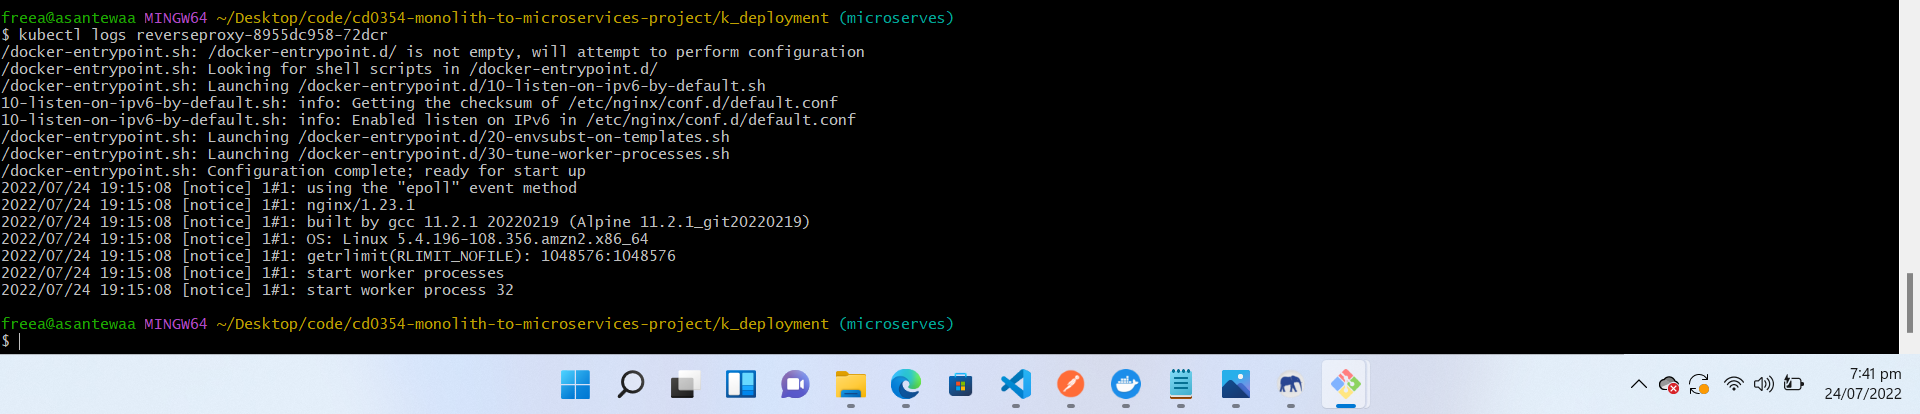 freea@asantewaa MINGW64 ~/Desktop/code/cd0354-monolith-to-microservices-project/k_deployment (microserves)
$ kubectl logs reverseproxy-8955dc958-72dcr
/docker-entrypoint.sh: /docker-entrypoint.d/ is not empty, will attempt to perform configuration
/docker-entrypoint.sh: Looking for shell scripts in /docker-entrypoint.d/
/docker-entrypoint.sh: Launching /docker-entrypoint.d/10-listen-on-ipv6-by-default.sh
10-listen-on-ipv6-by-default.sh: info: Getting the checksum of /etc/nginx/conf.d/default.conf
10-listen-on-ipv6-by-default.sh: info: Enabled listen on IPv6 in /etc/nginx/conf.d/default.conf
/docker-entrypoint.sh: Launching /docker-entrypoint.d/20-envsubst-on-templates.sh
/docker-entrypoint.sh: Launching /docker-entrypoint.d/30-tune-worker-processes.sh
/docker-entrypoint.sh: Configuration complete; ready for start up
2022/07/24 19:15:08 [notice] 1#1: using the "epoll" event method
2022/07/24 19:15:08 [notice] 1#1: nginx/1.23.1
2022/07/24 19:15:08 [notice] 1#1: built by gcc 11.2.1 20220219 (Alpine 11.2.1_git20220219)
2022/07/24 19:15:08 [notice] 1#1: OS: Linux 5.4.196-108.356.amzn2.x86_64
2022/07/24 19:15:08 [notice] 1#1: getrlimit(RLIMIT_NOFILE): 1048576:1048576
2022/07/24 19:15:08 [notice] 1#1: start worker processes
2022/07/24 19:15:08 [notice] 1#1: start worker process 32
freea@asantewaa MINGW64 ~/Desktop/code/cd0354-monolith-to-microservices-project/k_deployment (microserves)
$
7:41 pm
24/07/2022